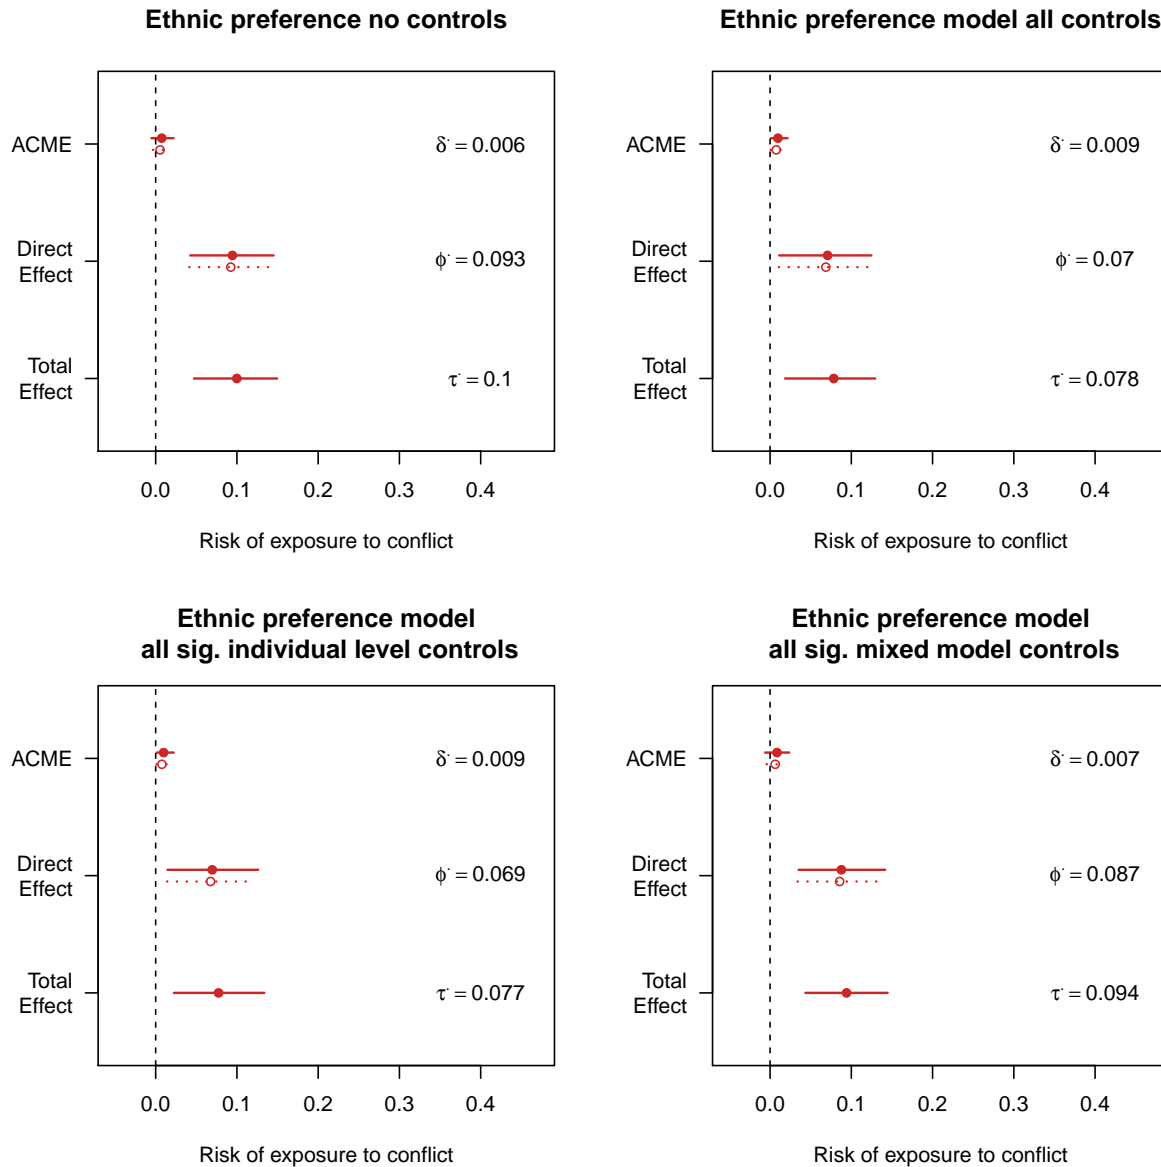 Ethnic preference no controls
ACME
δ˙ = 0.006
Direct
Effect
ϕ˙ = 0.093
Total
Effect
τ˙ = 0.1
0.0 0.1 0.2 0.3 0.4
Risk of exposure to conflict
Ethnic preference model all controls
ACME
δ˙ = 0.009
Direct
Effect
ϕ˙ = 0.07
Total
Effect
τ˙ = 0.078
0.0 0.1 0.2 0.3 0.4
Risk of exposure to conflict
Ethnic preference model
all sig. individual level controls
ACME
δ˙ = 0.009
Direct
Effect
ϕ˙ = 0.069
Total
Effect
τ˙ = 0.077
0.0 0.1 0.2 0.3 0.4
Risk of exposure to conflict
Ethnic preference model
all sig. mixed model controls
ACME
δ˙ = 0.007
Direct
Effect
ϕ˙ = 0.087
Total
Effect
τ˙ = 0.094
0.0 0.1 0.2 0.3 0.4
Risk of exposure to conflict